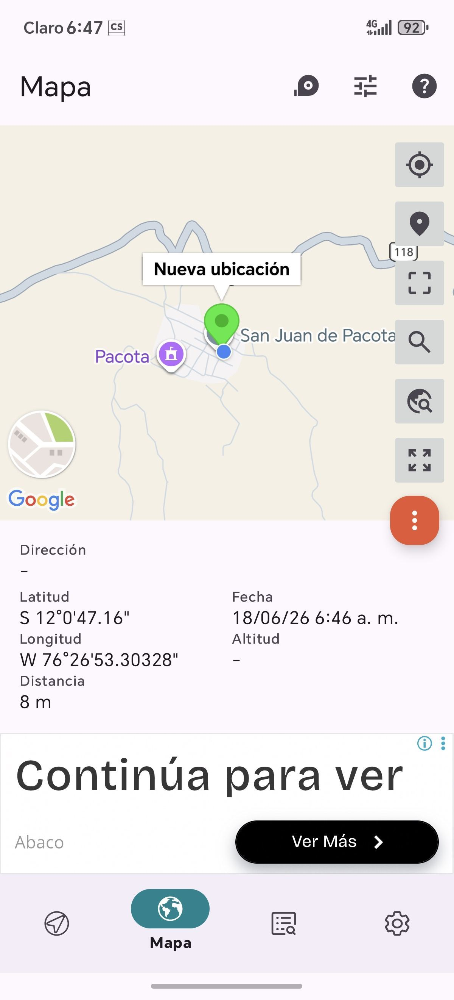 Claro 6:47 CS
4G 92
Mapa
118
Nueva ubicación
San Juan de Pacota
Pacota
Google
Dirección
–
Latitud
S 12°0'47.16"
Fecha
18/06/26 6:46 a. m.
Longitud
W 76°26'53.30328"
Altitud
–
Distancia
8 m
Continúa para ver
Abaco
Ver Más
Mapa